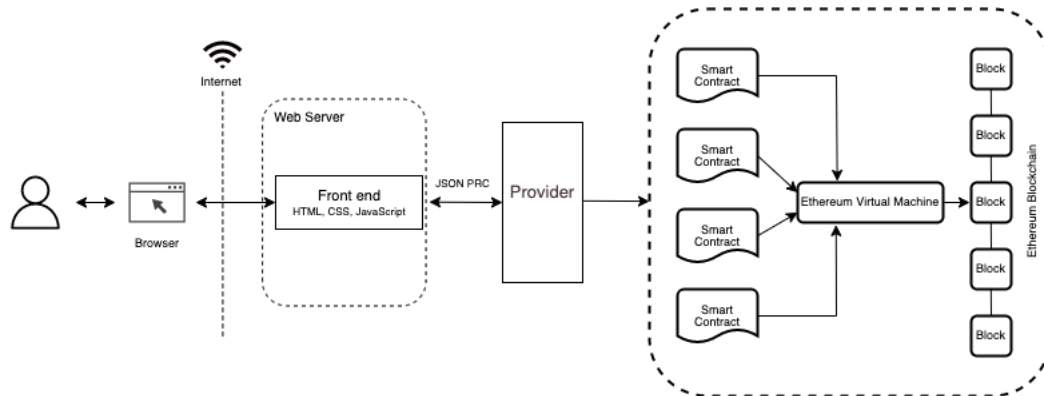 Internet
Browser
Web Server
Front end
HTML, CSS, JavaScript
JSON PRC
Provider
Smart
Contract
Smart
Contract
Smart
Contract
Smart
Contract
Ethereum Virtual Machine
Block
Block
Block
Block
Block
Ethereum Blockchain